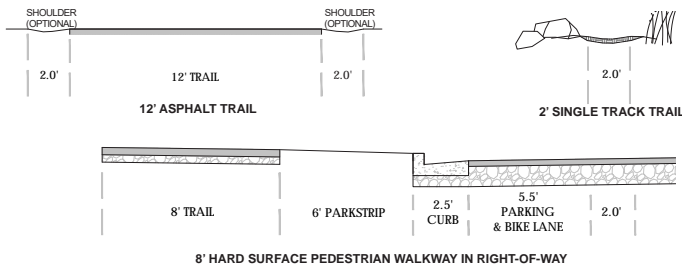 SHOULDER
(OPTIONAL)
SHOULDER
(OPTIONAL)
2.0'
12' TRAIL
2.0'
12' ASPHALT TRAIL
2.0'
2' SINGLE TRACK TRAIL
8' TRAIL
6' PARKSTRIP
2.5'
CURB
5.5'
PARKING
& BIKE LANE
2.0'
8' HARD SURFACE PEDESTRIAN WALKWAY IN RIGHT-OF-WAY